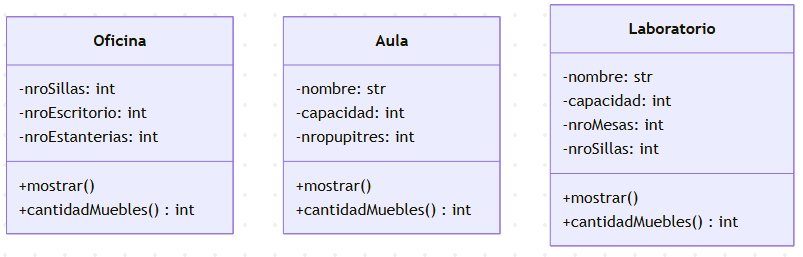 Oficina
-nroSillas: int
-nroEscritorio: int
-nroEstanterias: int
+mostrar()
+cantidadMuebles() : int
Aula
-nombre: str
-capacidad: int
-nropupitres: int
+mostrar()
+cantidadMuebles() : int
Laboratorio
-nombre: str
-capacidad: int
-nroMesas: int
-nroSillas: int
+mostrar()
+cantidadMuebles() : int